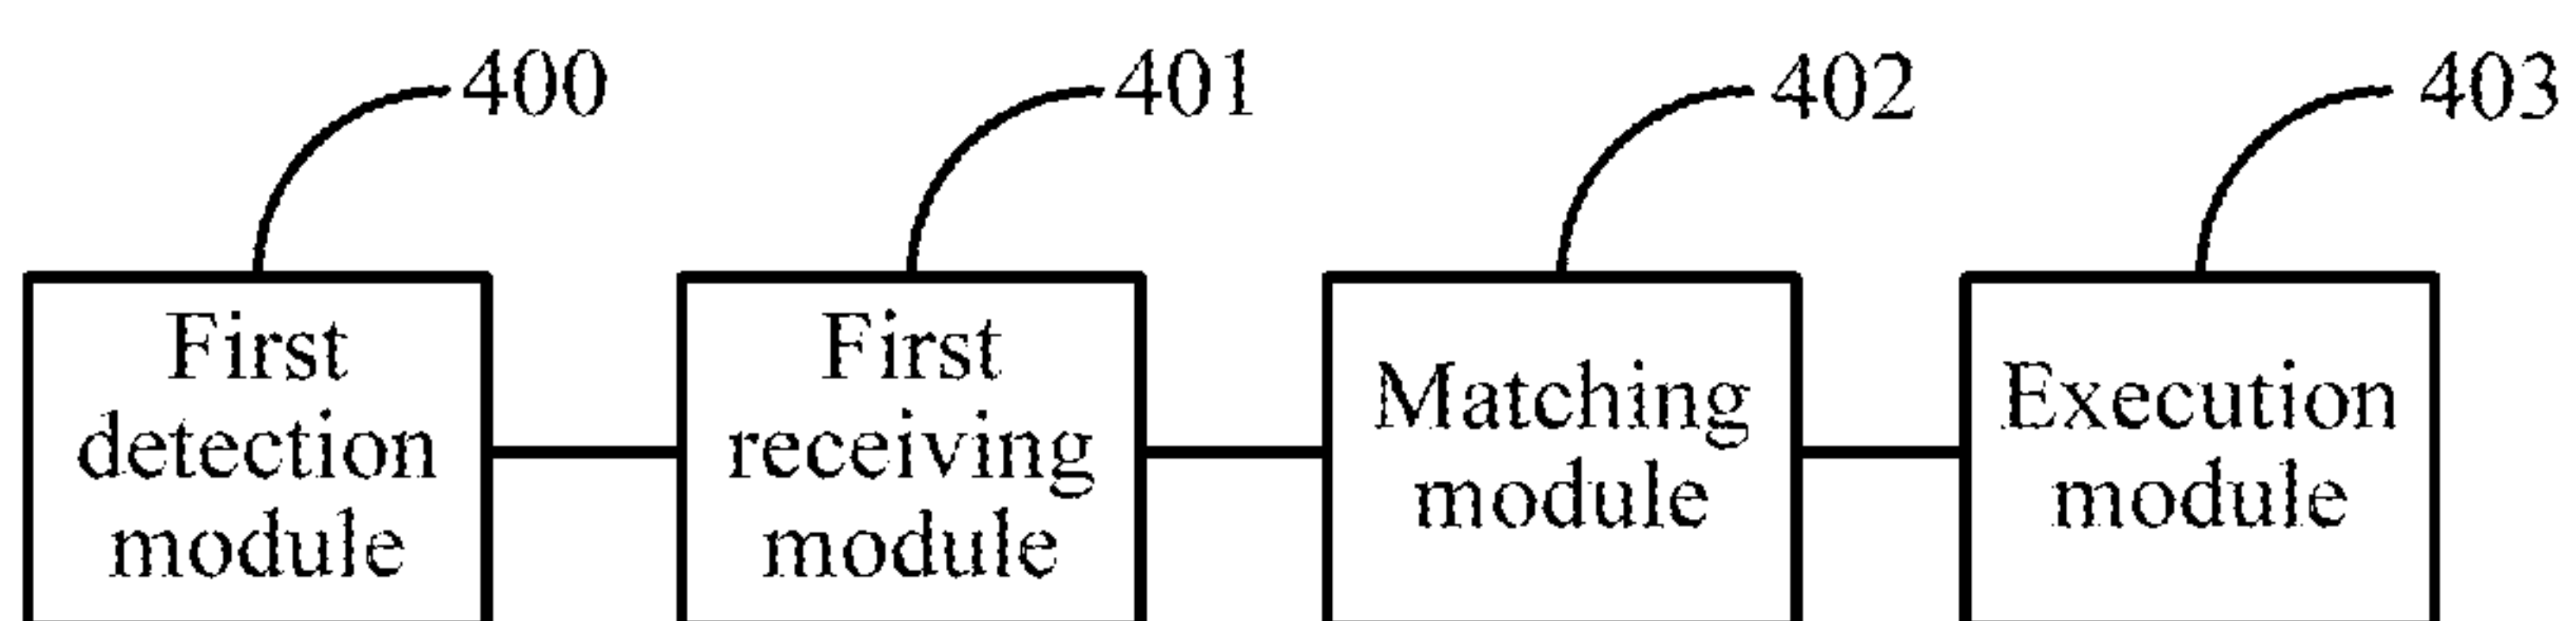 400
401
402
403
First
detection
module
First
receiving
module
Matching
module
Execution
module